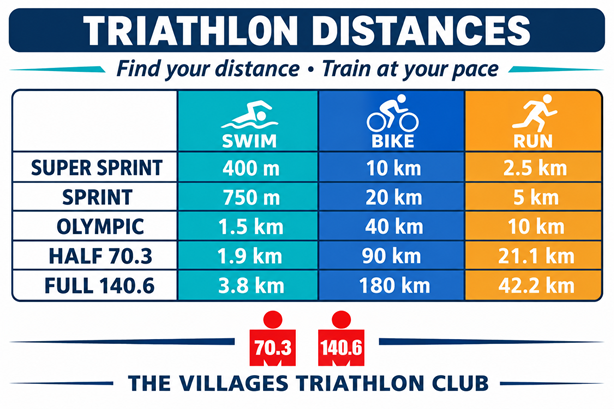 TRIATHLON DISTANCES
Find your distance • Train at your pace
SWIM BIKE RUN
SUPER SPRINT 400 m 10 km 2.5 km
SPRINT 750 m 20 km 5 km
OLYMPIC 1.5 km 40 km 10 km
HALF 70.3 1.9 km 90 km 21.1 km
FULL 140.6 3.8 km 180 km 42.2 km
70.3 140.6
THE VILLAGES TRIATHLON CLUB